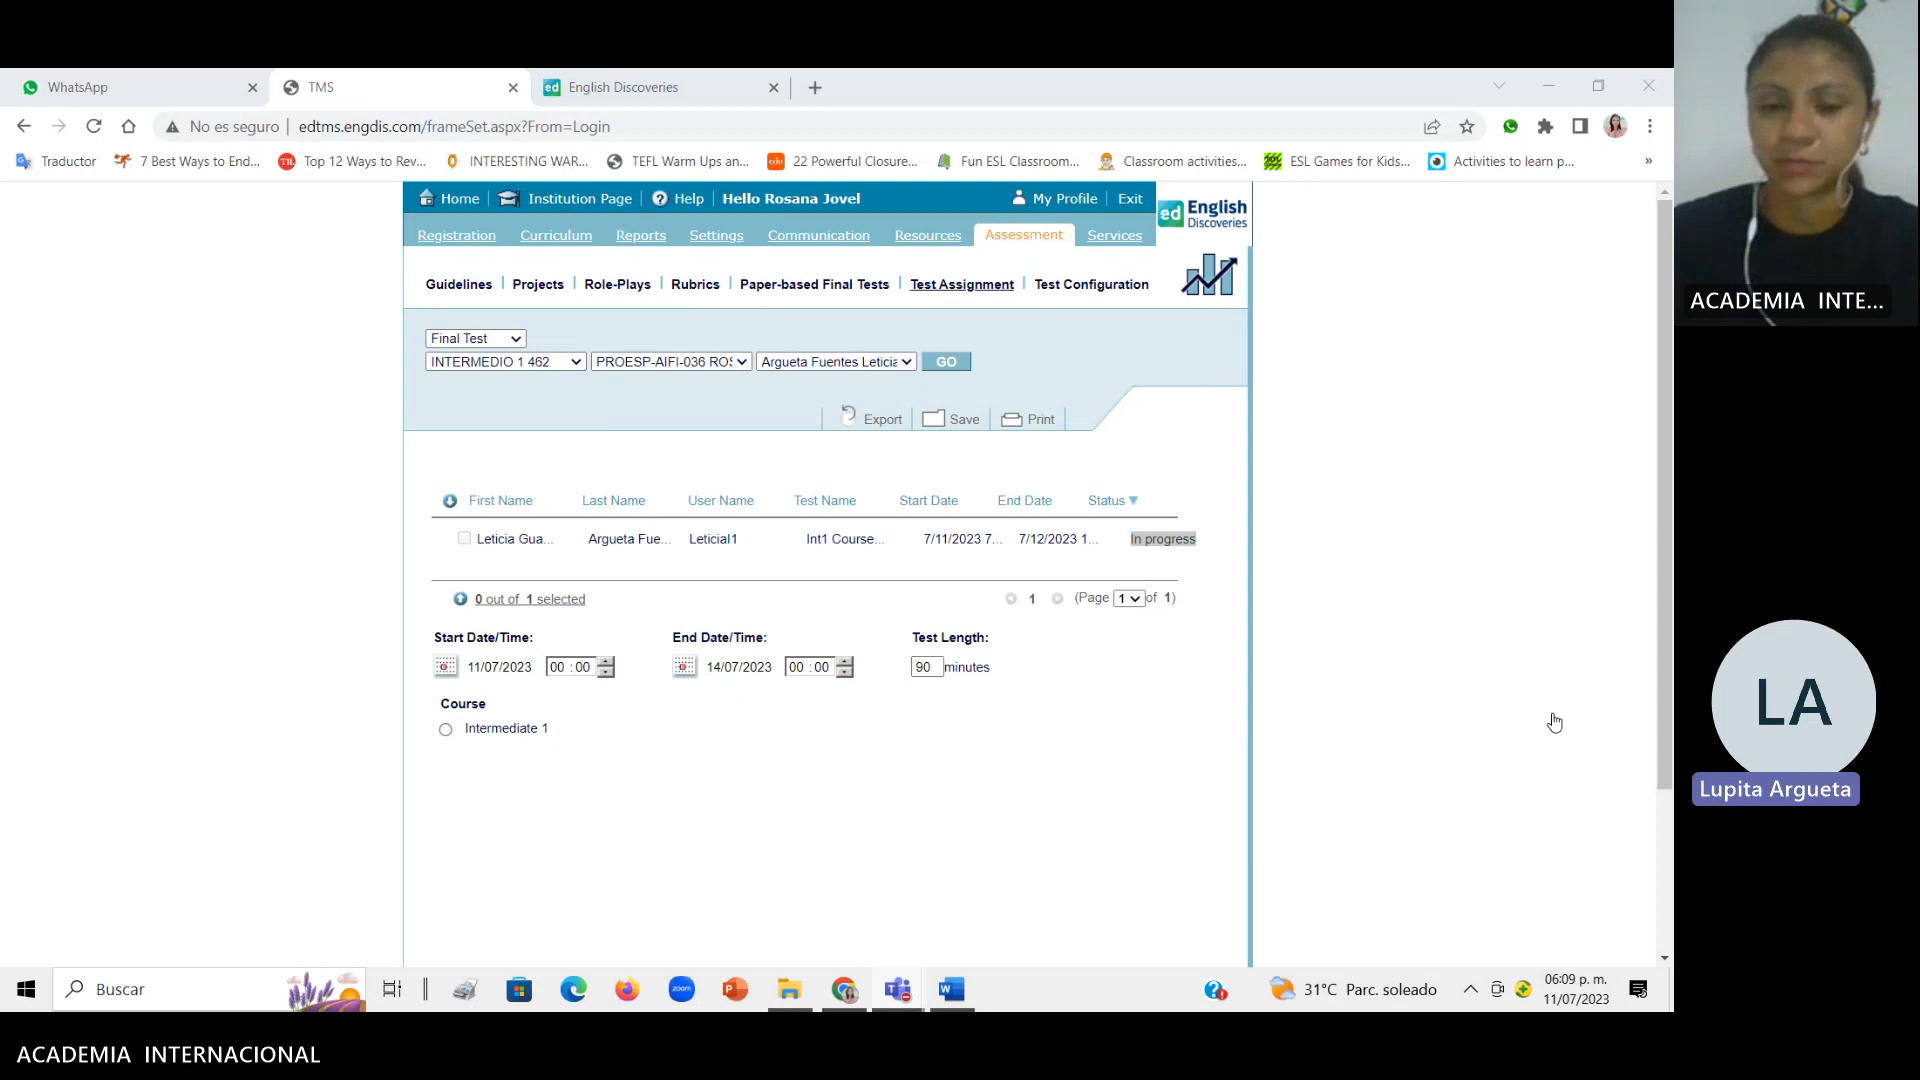 WhatsApp
TMS
ed English Discoveries
No es seguro edtms.engdis.com/frameSet.aspx?From=Login
Traductor 7 Best Ways to End... Top 12 Ways to Rev... INTERESTING WAR... TEFL Warm Ups an... 22 Powerful Closure... Fun ESL Classroom... Classroom activities... ESL Games for Kids... Activities to learn p... »
Home Institution Page Help Hello Rosana Jovel My Profile Exit
ed English Discoveries
Registration Curriculum Reports Settings Communication Resources Assessment Services
Guidelines Projects Role-Plays Rubrics Paper-based Final Tests Test Assignment Test Configuration
Final Test
INTERMEDIO 1 462 PROESP-AIFI-036 ROS Argueta Fuentes Leticia GO
Export Save Print
First Name Last Name User Name Test Name Start Date End Date Status
Leticia Gua... Argueta Fue... Leticial1 Int1 Course... 7/11/2023 7... 7/12/2023 1... In progress
0 out of 1 selected 1 (Page 1 of 1)
Start Date/Time: End Date/Time: Test Length:
11/07/2023 00 : 00 14/07/2023 00 : 00 90 minutes
Course
Intermediate 1
ACADEMIA INTE...
LA
Lupita Argueta
Buscar zoom 31°C Parc. soleado 06:09 p. m.
11/07/2023
ACADEMIA INTERNACIONAL